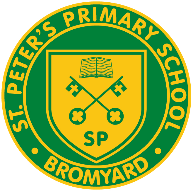 ST. PETER'S PRIMARY SCHOOL
SP
· BROMYARD ·